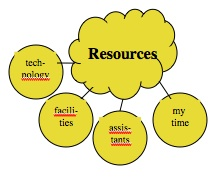 Resources
tech-
nology
facili-
ties
assis-
tants
my
time